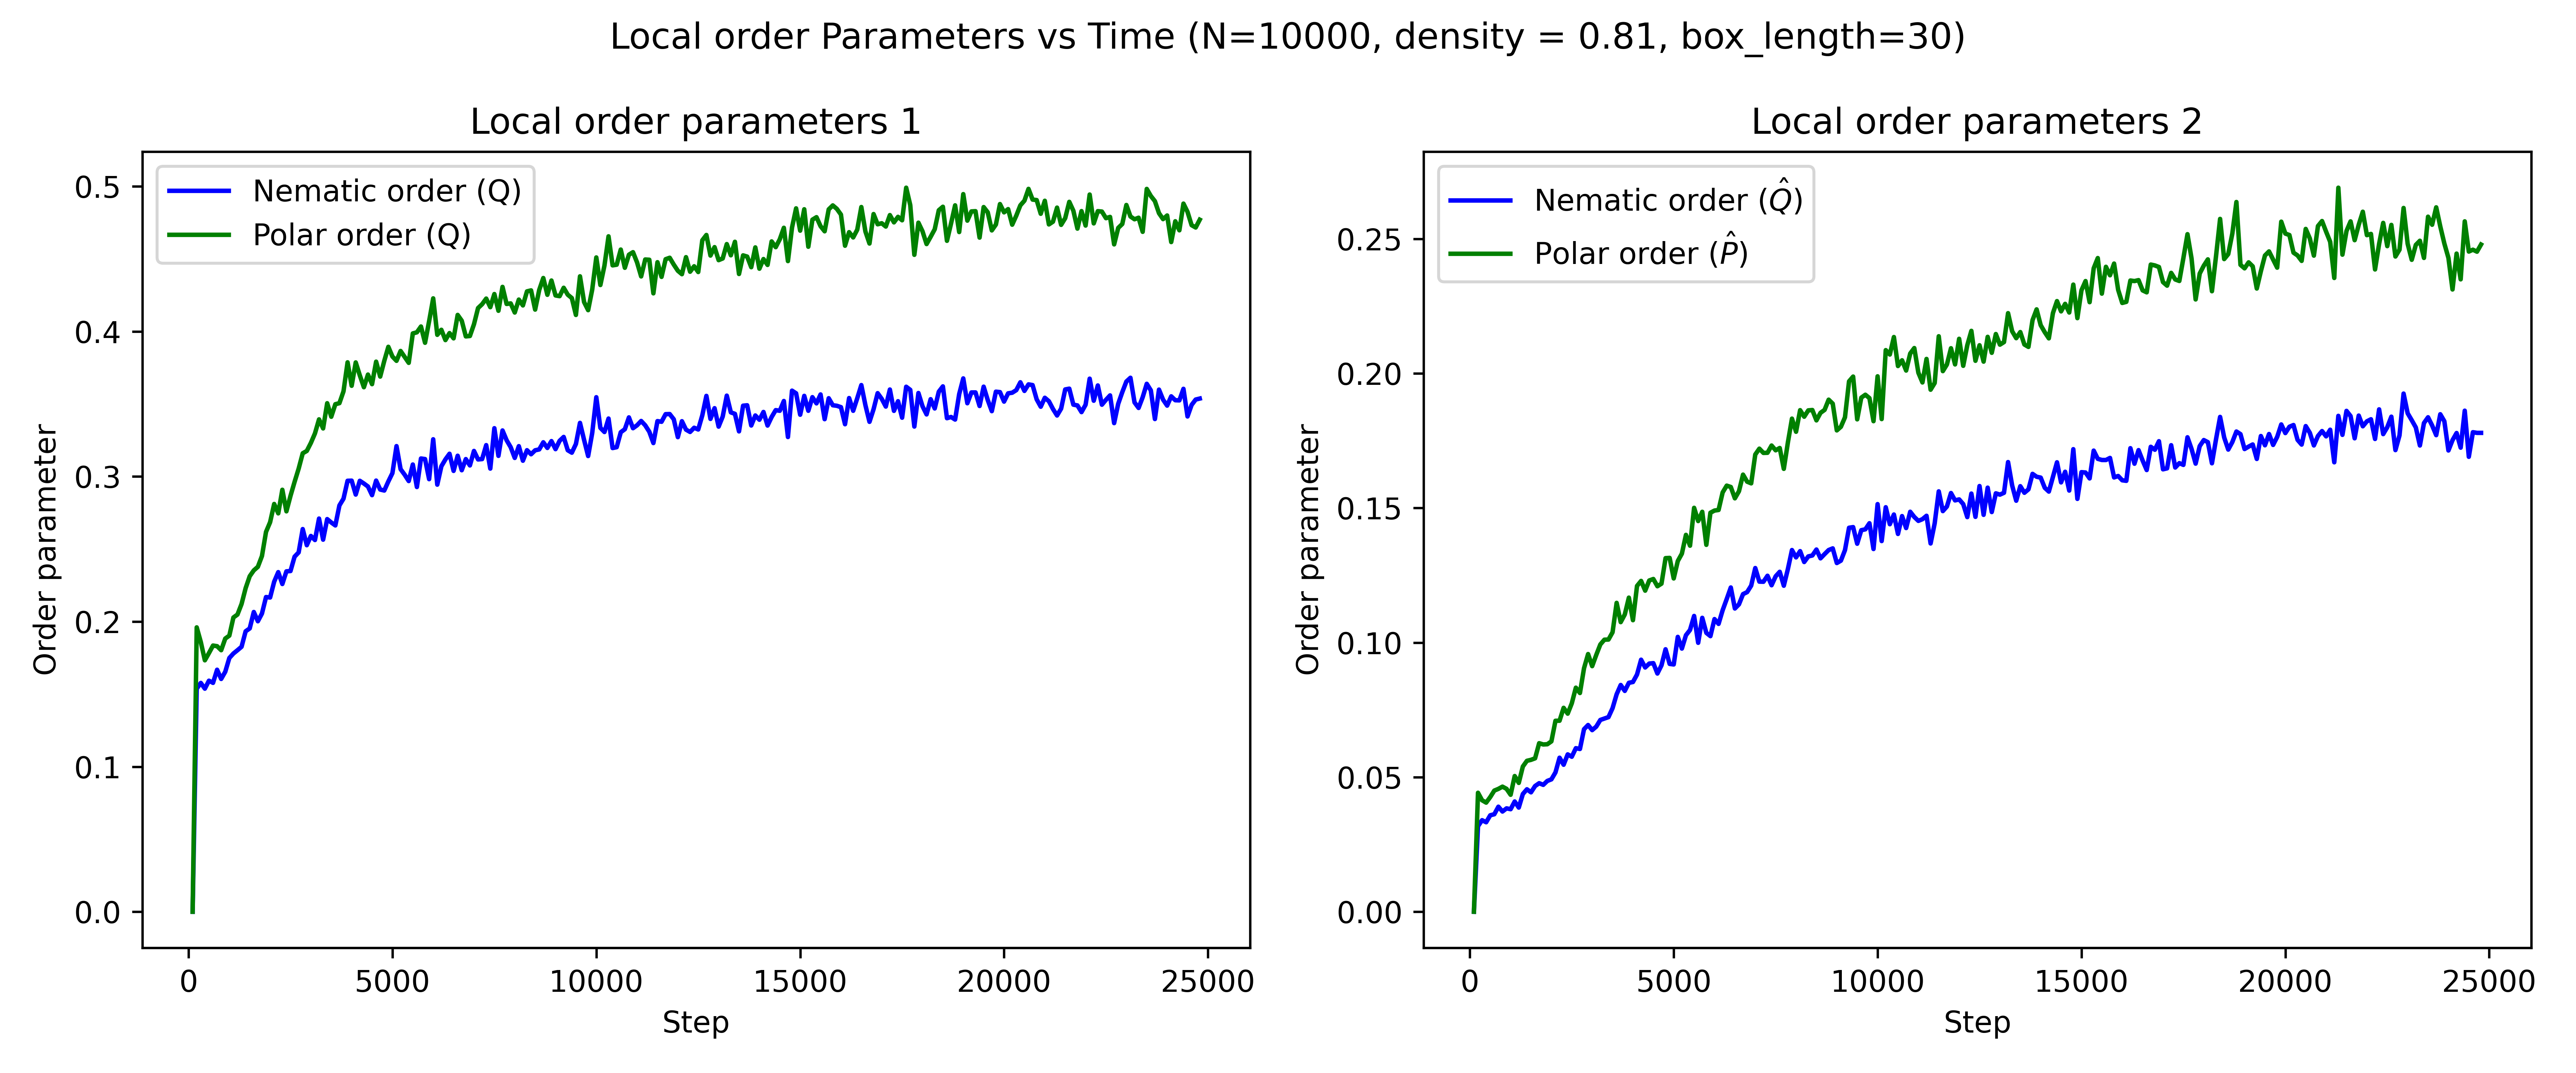 Local order Parameters vs Time (N=10000, density = 0.81, box_length=30)
Local order parameters 1
Nematic order (Q)
Polar order (Q)
0.5
0.4
0.3
0.2
0.1
0.0
Order parameter
0 5000 10000 15000 20000 25000
Step
Local order parameters 2
Nematic order (Q̂)
Polar order (P̂)
0.25
0.20
0.15
0.10
0.05
0.00
Order parameter
0 5000 10000 15000 20000 25000
Step